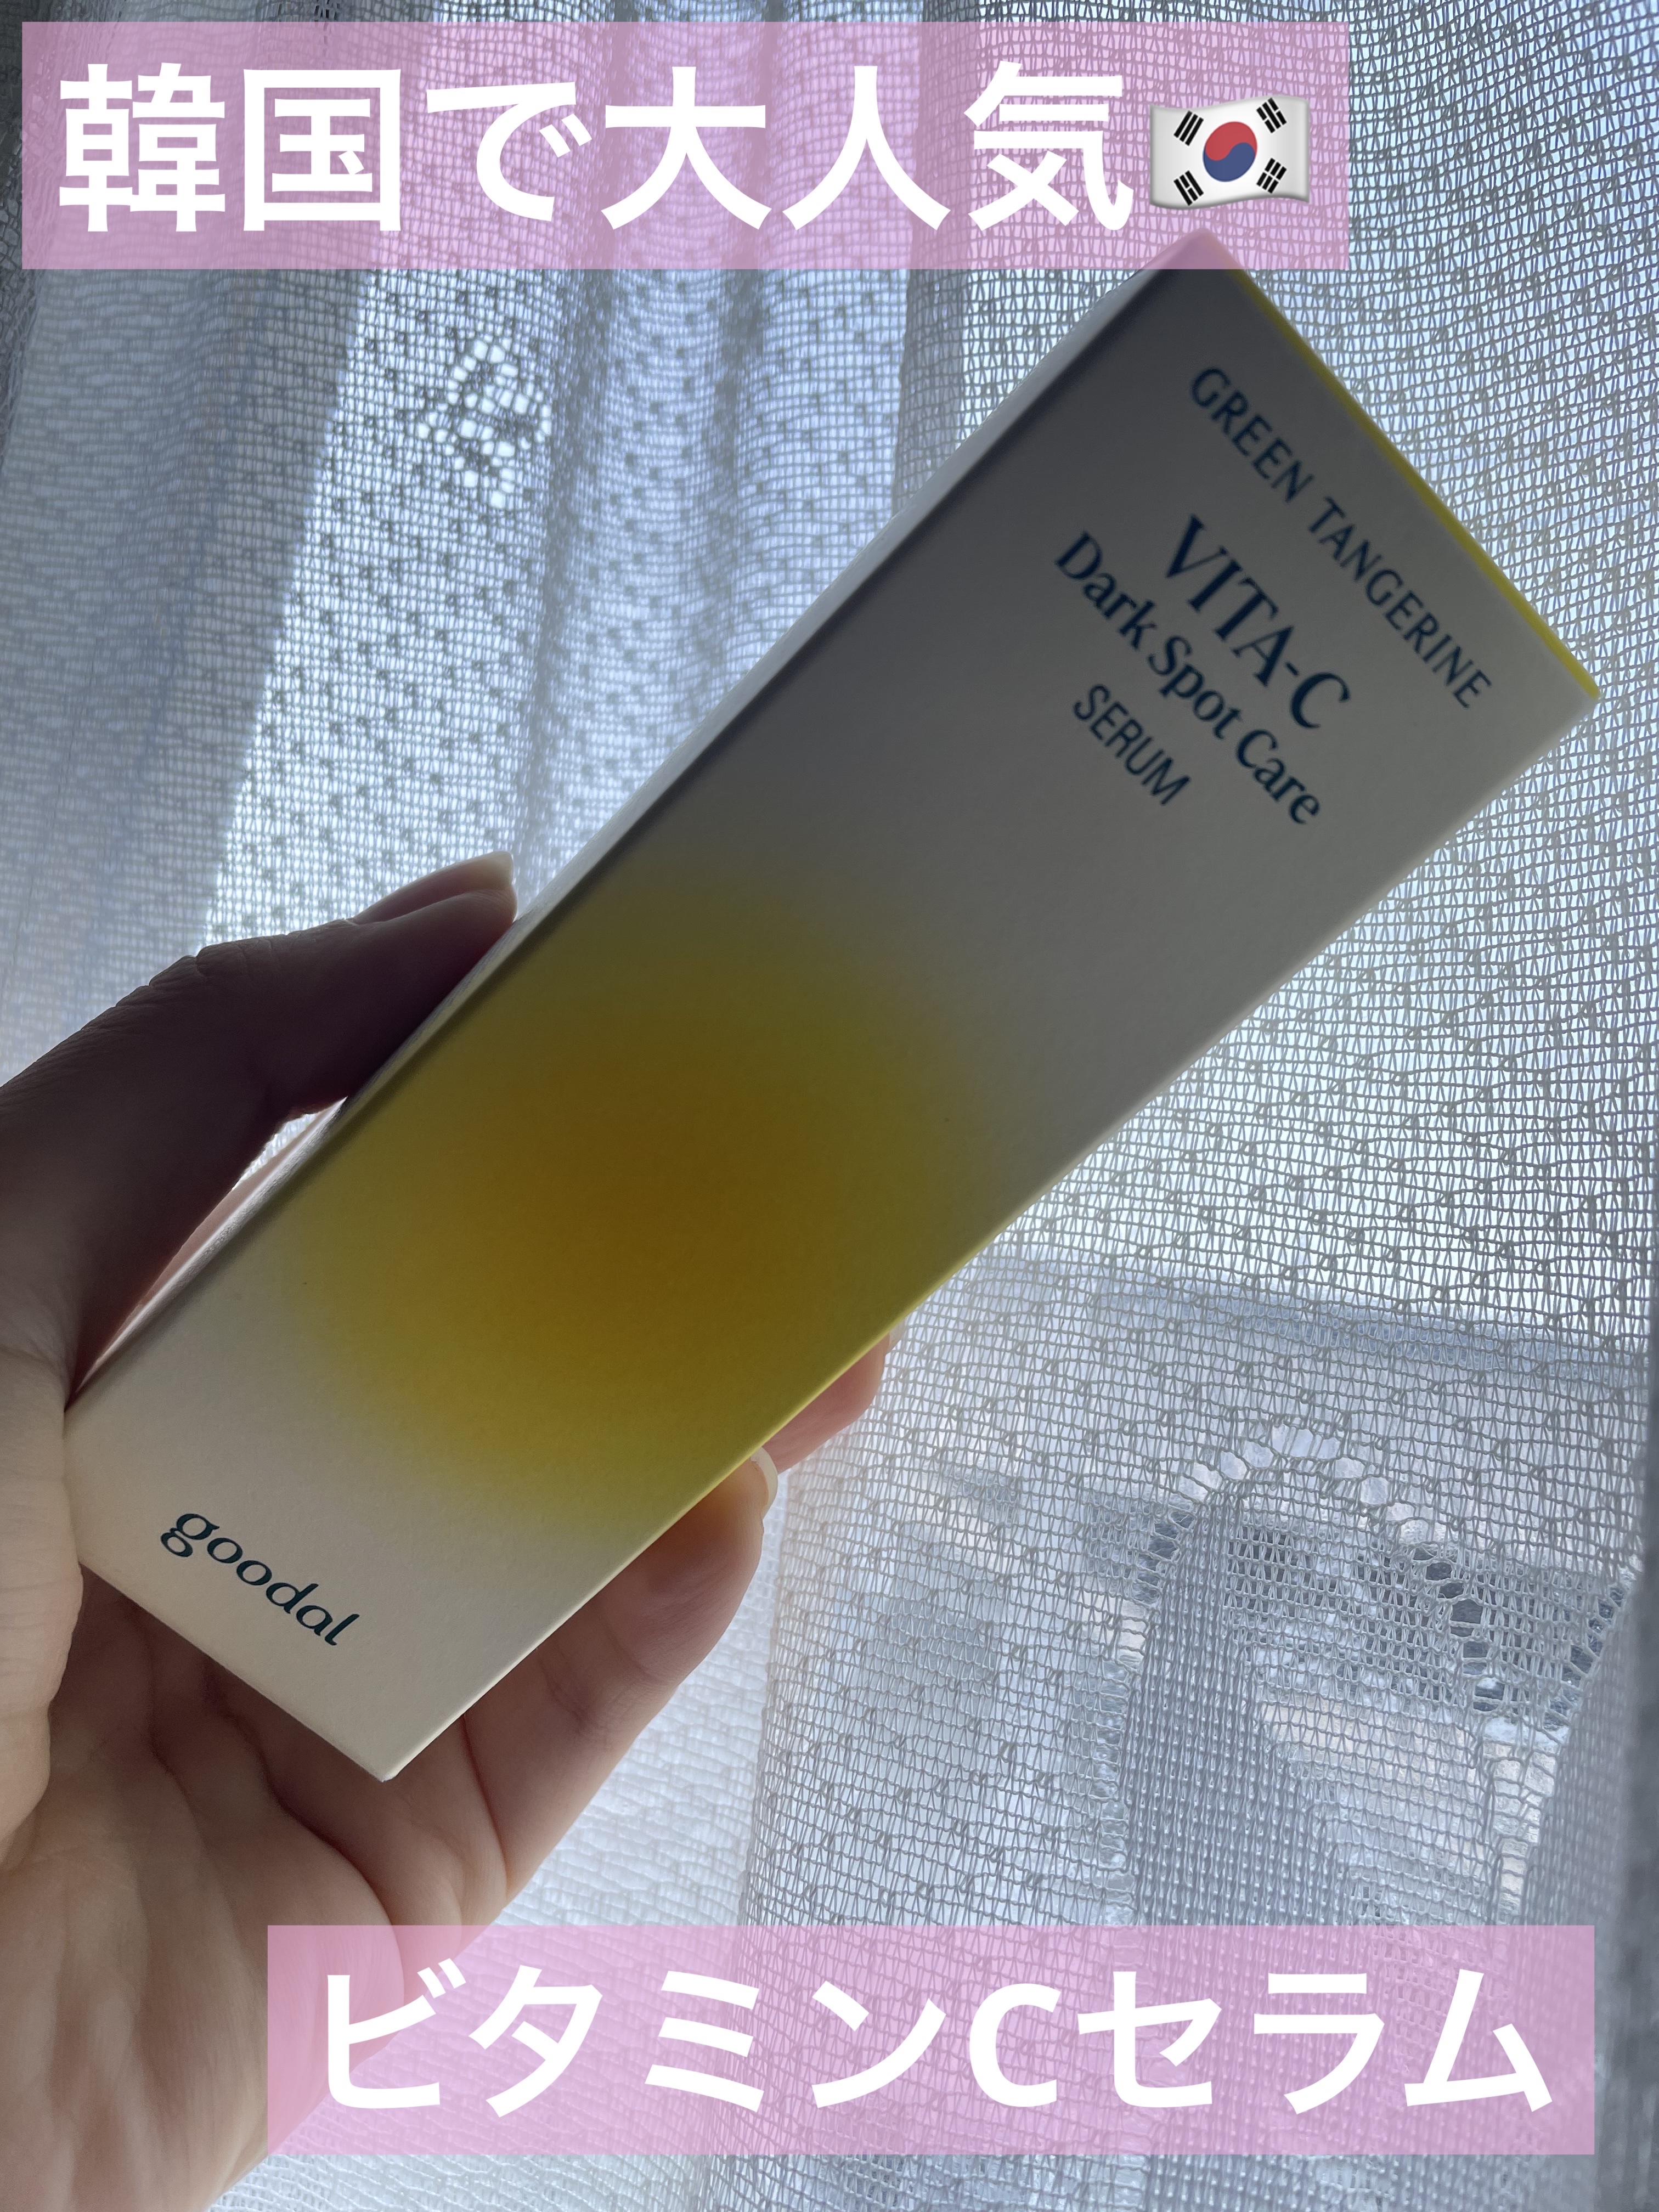 韓国で大人気🇰🇷
GREEN TANGERINE
VITA-C
Dark Spot Care
SERUM
goodal
ビタミンCセラム